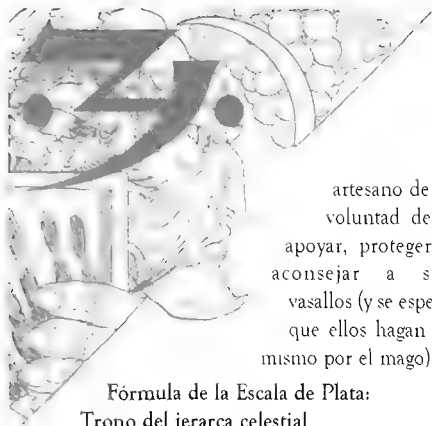 artesano de
voluntad de
apoyar, proteger
aconsejar a s
vasallos (y se espe
que ellos hagan
mismo por el mago)
Fórmula de la Escala de Plata:
Trono del jerarca celestial